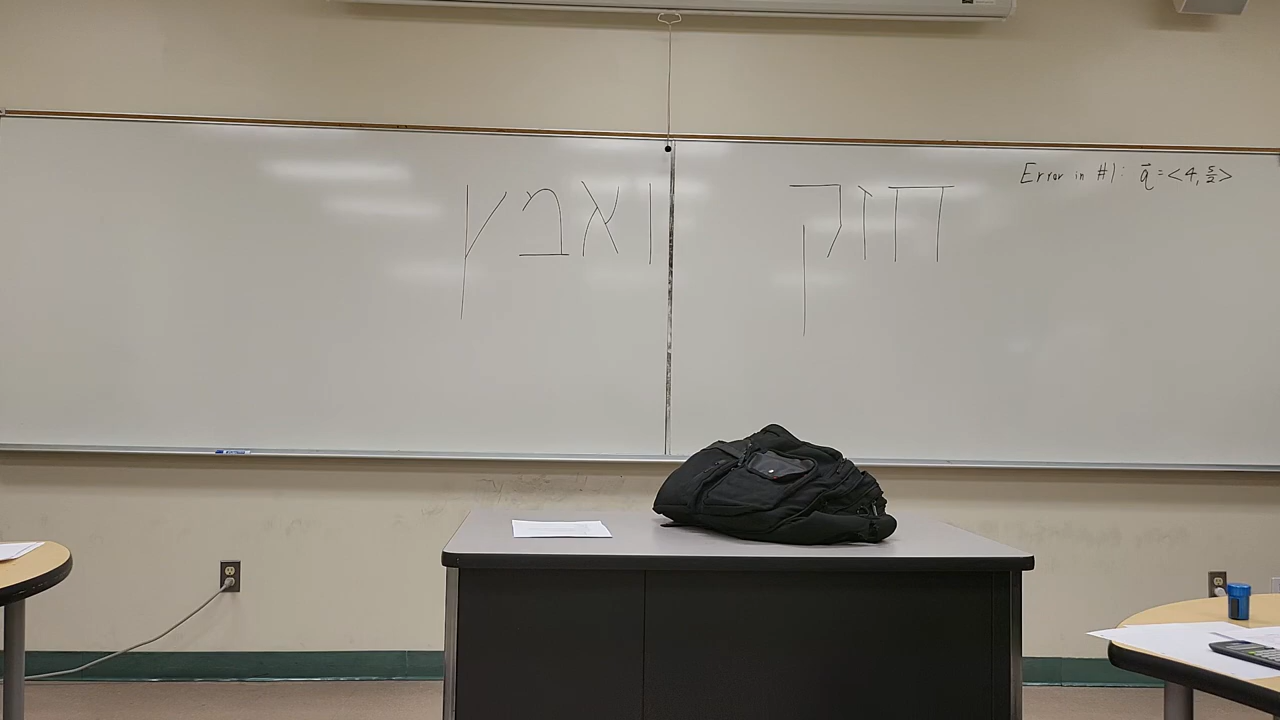 חזק ואמץ
Error in #1: q⃗ = <4, 5/2>